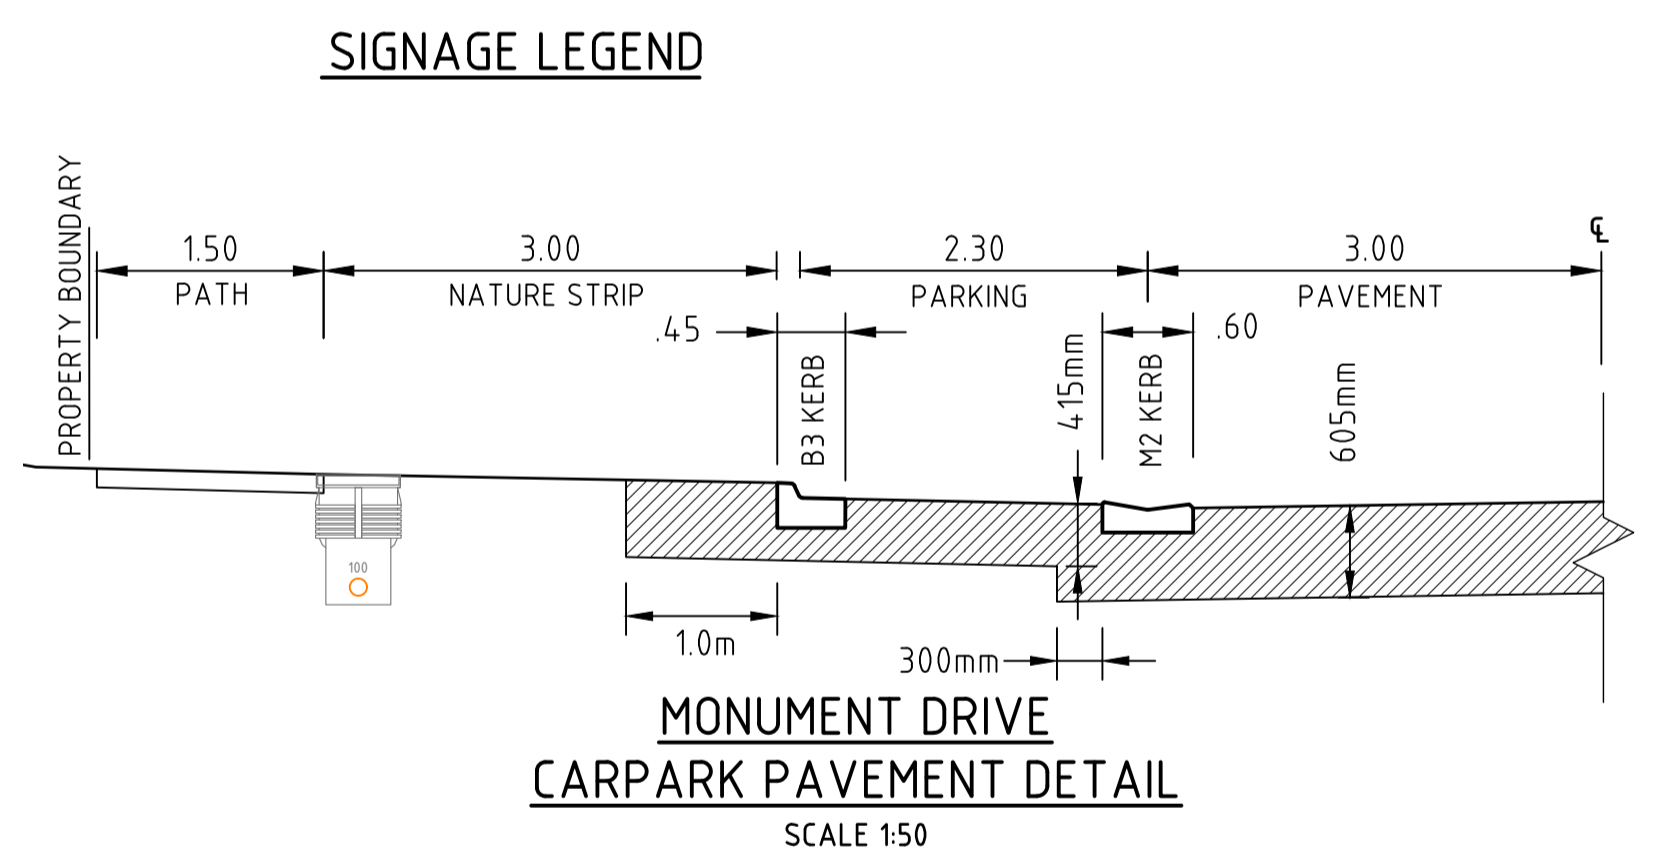 SIGNAGE LEGEND
PROPERTY BOUNDARY
1.50
PATH
3.00
NATURE STRIP
2.30
PARKING
3.00
PAVEMENT
℄
.45
B3 KERB
415mm
M2 KERB
.60
605mm
100
1.0m
300mm
MONUMENT DRIVE
CARPARK PAVEMENT DETAIL
SCALE 1:50